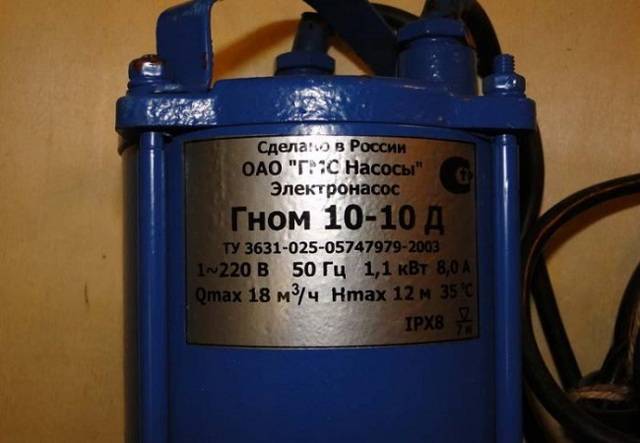 Сделано в России
ОАО "ГМС Насосы"
Электронасос
Гном 10-10 Д
ТУ 3631-025-05747979-2003
1~220 В 50 Гц 1,1 кВт 8,0 А
Qmax 18 м³/ч Hmax 12 м 35 °C
IPX8 7 м